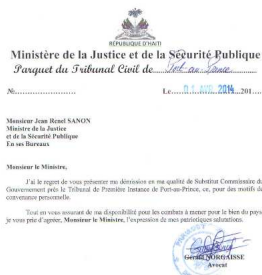 REPUBLIQUE D'HAITI
Ministère de la Justice et de la Sécurité Publique
Parquet du Tribunal Civil de Port-au-Prince
No
Le 01 AVR. 2014 201
Monsieur Jean Renel SANON
Ministre de la Justice
et de la Sécurité Publique
En ses Bureaux
Monsieur le Ministre,
J'ai le regret de vous présenter ma démission en ma qualité de Substitut Commissaire du
Gouvernement près le Tribunal de Première Instance de Port-au-Prince, ce, pour des motifs de
convenance personnelle.
Tout en vous assurant de ma disponibilité pour les combats à mener pour le bien du pays
je vous prie d'agréer, Monsieur le Ministre, l'expression de mes patriotiques salutations.
Gérald NORGAISSE
Avocat